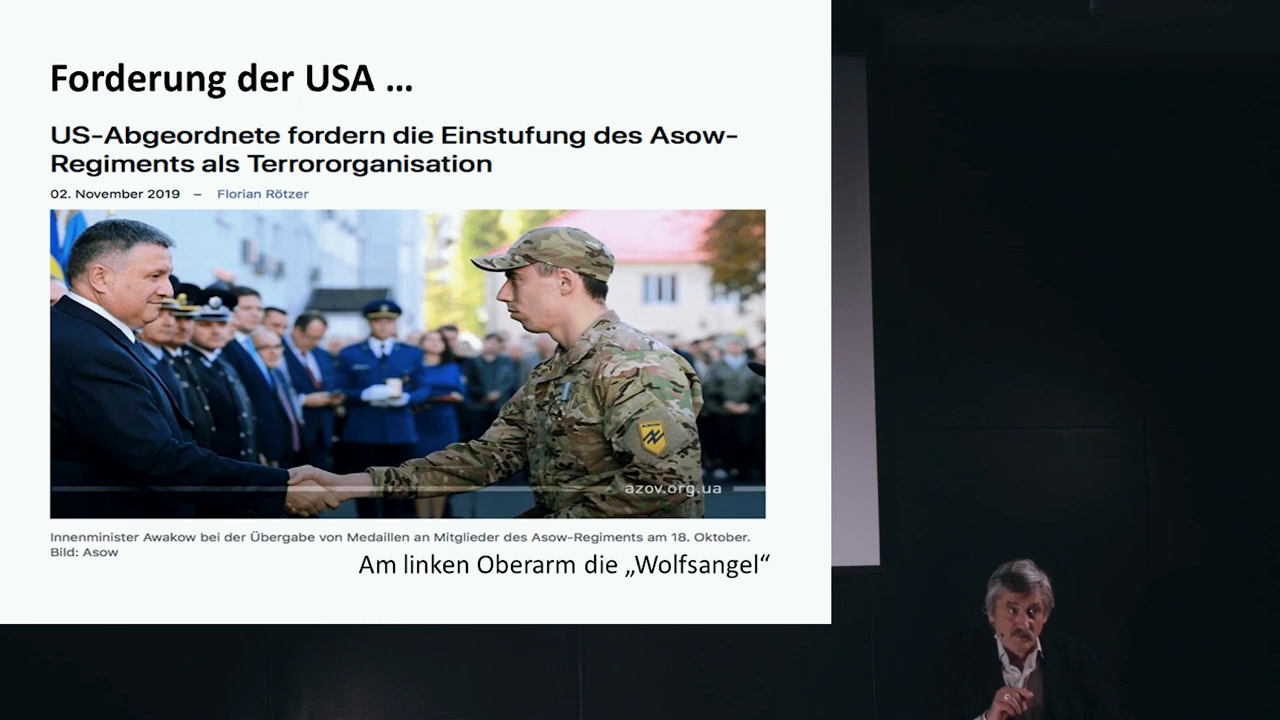 Forderung der USA ...
US-Abgeordnete fordern die Einstufung des Asow-
Regiments als Terrororganisation
02. November 2019 – Florian Rötzer
azov.org.ua
Innenminister Awakow bei der Übergabe von Medaillen an Mitglieder des Asow-Regiments am 18. Oktober.
Bild: Asow
Am linken Oberarm die „Wolfsangel“